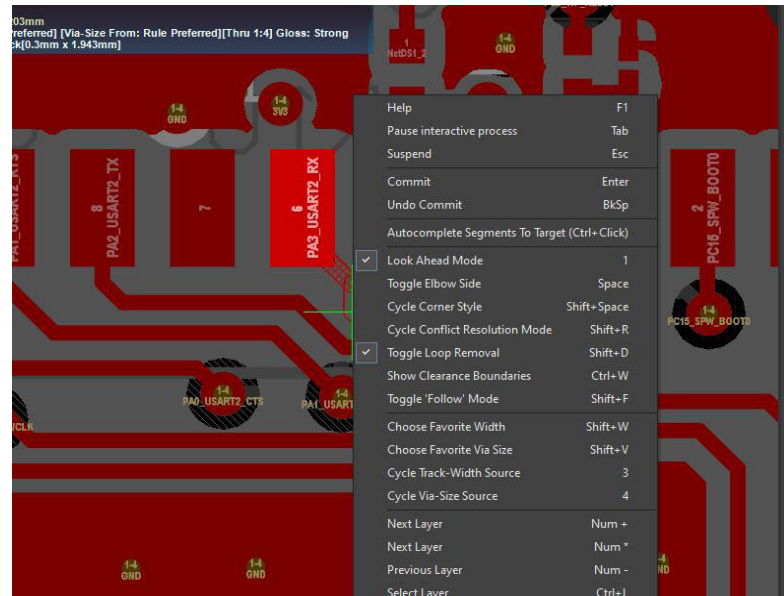 03mm
Preferred] [Via-Size From: Rule Preferred][Thru 1:4] Gloss: Strong
ck[0.3mm x 1.943mm]
1
NetDS1_2
1-4
GND
1-4
GND
1-4
3V3
PA1_USART2_RTS
8
PA2_USART2_TX
7
6
PA3_USART2_RX
2
PC15_SPW_BOOT0
1-4
PC15_SPW_BOOT0
1-4
PA0_USART2_CTS
1-4
PA1_USART
VCLK
1-4
GND
1-4
GND
-4
ND
Help F1
Pause interactive process Tab
Suspend Esc
Commit Enter
Undo Commit BkSp
Autocomplete Segments To Target (Ctrl+Click)
Look Ahead Mode 1
Toggle Elbow Side Space
Cycle Corner Style Shift+Space
Cycle Conflict Resolution Mode Shift+R
Toggle Loop Removal Shift+D
Show Clearance Boundaries Ctrl+W
Toggle 'Follow' Mode Shift+F
Choose Favorite Width Shift+W
Choose Favorite Via Size Shift+V
Cycle Track-Width Source 3
Cycle Via-Size Source 4
Next Layer Num +
Next Layer Num *
Previous Layer Num -
Select Layer Ctrl+L